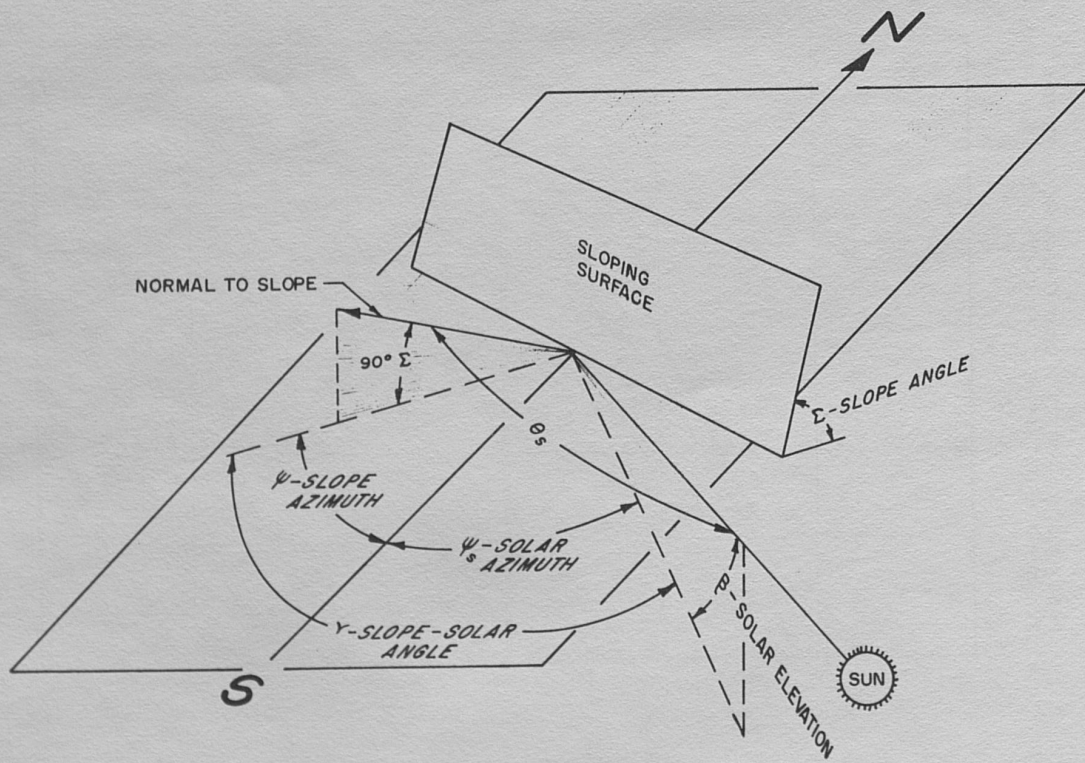 N
SLOPING
SURFACE
NORMAL TO SLOPE
90° Σ
Σ-SLOPE ANGLE
θs
ψ-SLOPE
AZIMUTH
ψs-SOLAR
AZIMUTH
β-SOLAR ELEVATION
γ-SLOPE-SOLAR
ANGLE
SUN
S